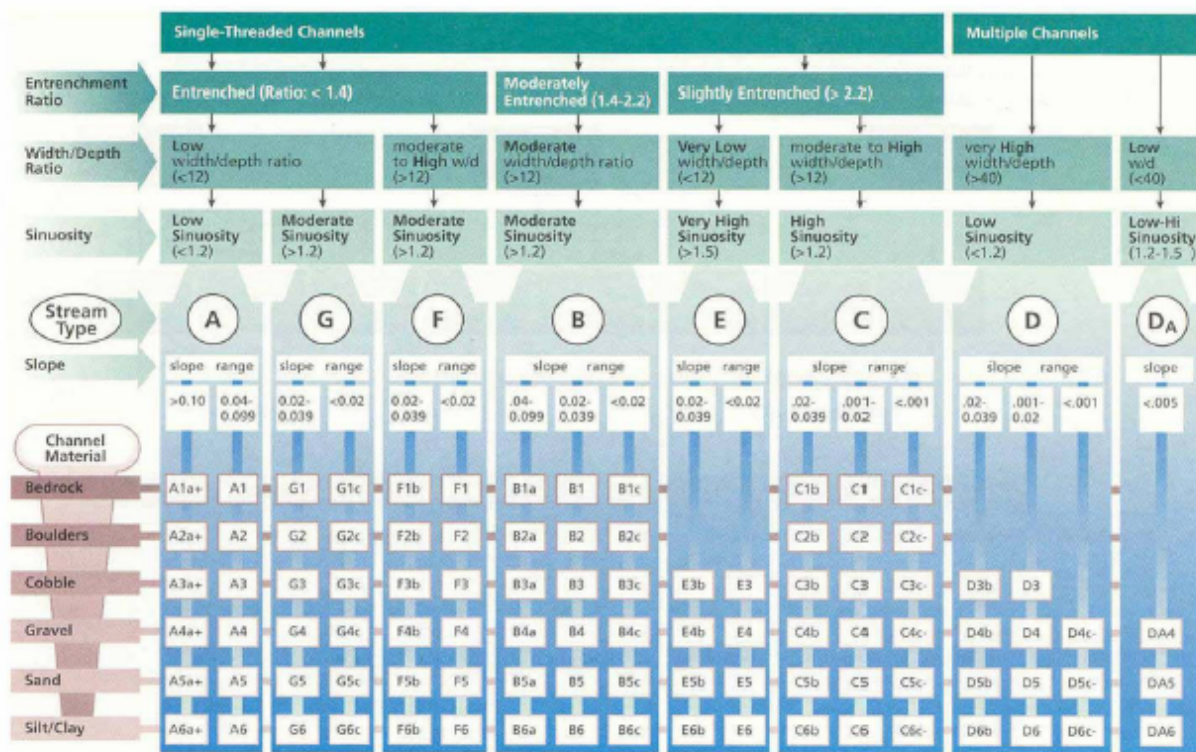 Single-Threaded Channels
Multiple Channels
Entrenchment
Ratio
Entrenched (Ratio: < 1.4)
Moderately
Entrenched (1.4-2.2)
Slightly Entrenched (> 2.2)
Width/Depth
Ratio
Low
width/depth ratio
(<12)
moderate
to High w/d
(>12)
Moderate
width/depth ratio
(>12)
Very Low
width/depth
(<12)
moderate to High
width/depth
(>12)
very High
width/depth
(>40)
Low
w/d
(<40)
Sinuosity
Low
Sinuosity
(<1.2)
Moderate
Sinuosity
(>1.2)
Moderate
Sinuosity
(>1.2)
Moderate
Sinuosity
(>1.2)
Very High
Sinuosity
(>1.5)
High
Sinuosity
(>1.2)
Low
Sinuosity
(<1.2)
Low-Hi
Sinuosity
(1.2-1.5 )
Stream
Type
A G F B E C D DA
Slope
slope range slope range slope range slope range slope range slope range slope range slope
>0.10 0.04-0.099 0.02-0.039 <0.02 0.02-0.039 <0.02 .04-0.099 0.02-0.039 <0.02 0.02-0.039 <0.02 .02-0.039 .001-0.02 <.001 .02-0.039 .001-0.02 <.001 <.005
Channel
Material
Bedrock A1a+ A1 G1 G1c F1b F1 B1a B1 B1c C1b C1 C1c-
Boulders A2a+ A2 G2 G2c F2b F2 B2a B2 B2c C2b C2 C2c-
Cobble A3a+ A3 G3 G3c F3b F3 B3a B3 B3c E3b E3 C3b C3 C3c- D3b D3
Gravel A4a+ A4 G4 G4c F4b F4 B4a B4 B4c E4b E4 C4b C4 C4c- D4b D4 D4c- DA4
Sand A5a+ A5 G5 G5c F5b F5 B5a B5 B5c E5b E5 C5b C5 C5c- D5b D5 D5c- DA5
Silt/Clay A6a+ A6 G6 G6c F6b F6 B6a B6 B6c E6b E6 C6b C6 C6c- D6b D6 D6c- DA6